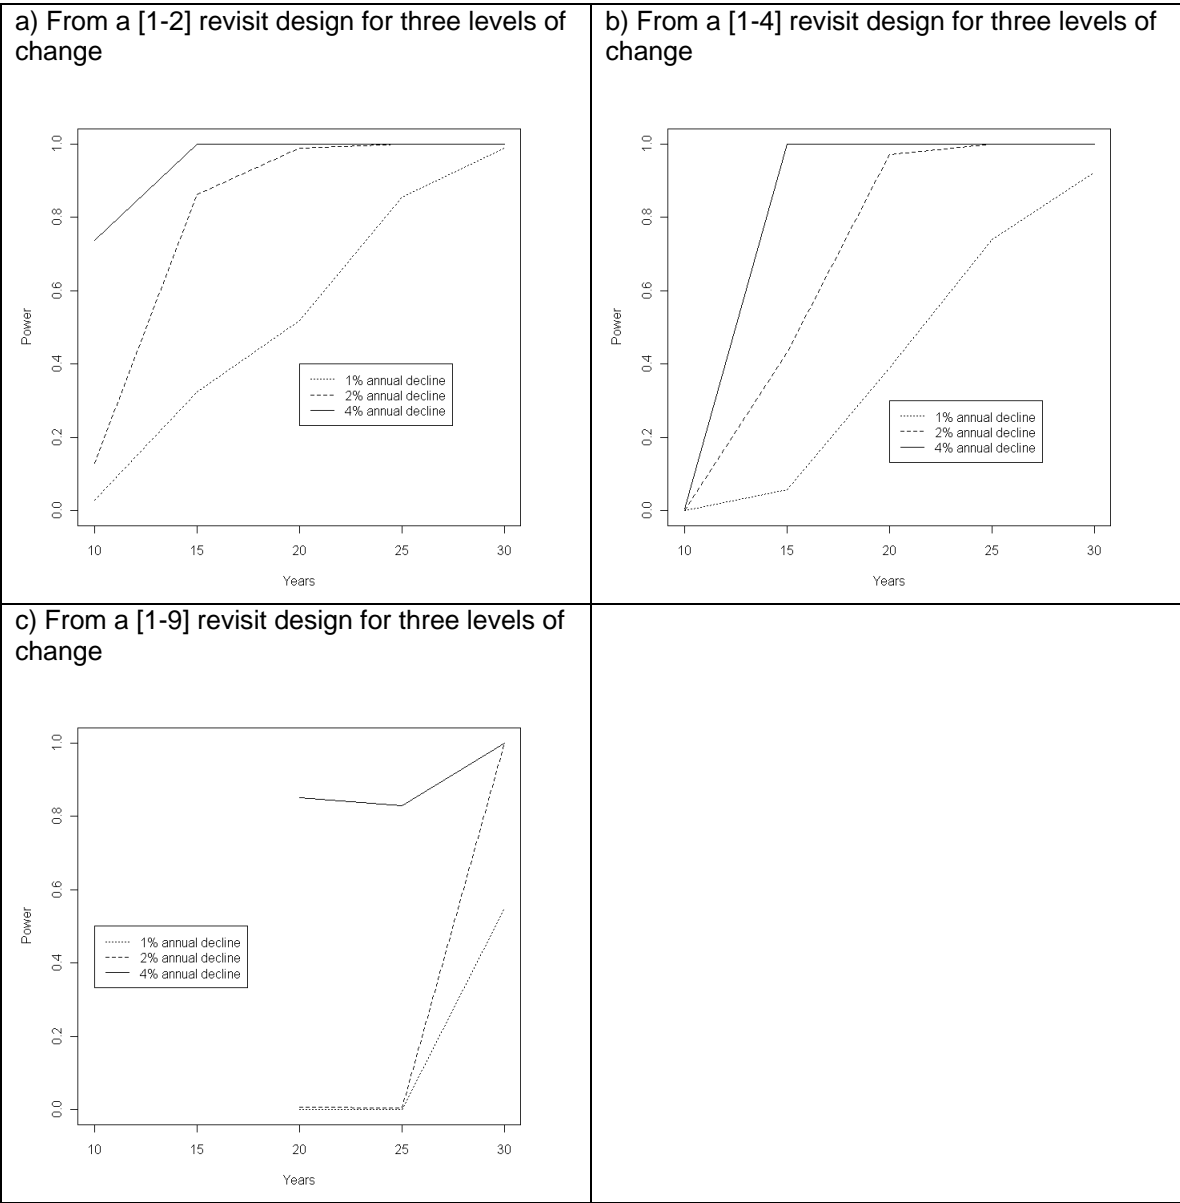 a) From a [1-2] revisit design for three levels of
change
1.0
0.8
0.6
0.4
0.2
0.0
Power
1% annual decline
2% annual decline
4% annual decline
10 15 20 25 30
Years
b) From a [1-4] revisit design for three levels of
change
1.0
0.8
0.6
0.4
0.2
0.0
Power
1% annual decline
2% annual decline
4% annual decline
10 15 20 25 30
Years
c) From a [1-9] revisit design for three levels of
change
1.0
0.8
0.6
0.4
0.2
0.0
Power
1% annual decline
2% annual decline
4% annual decline
10 15 20 25 30
Years